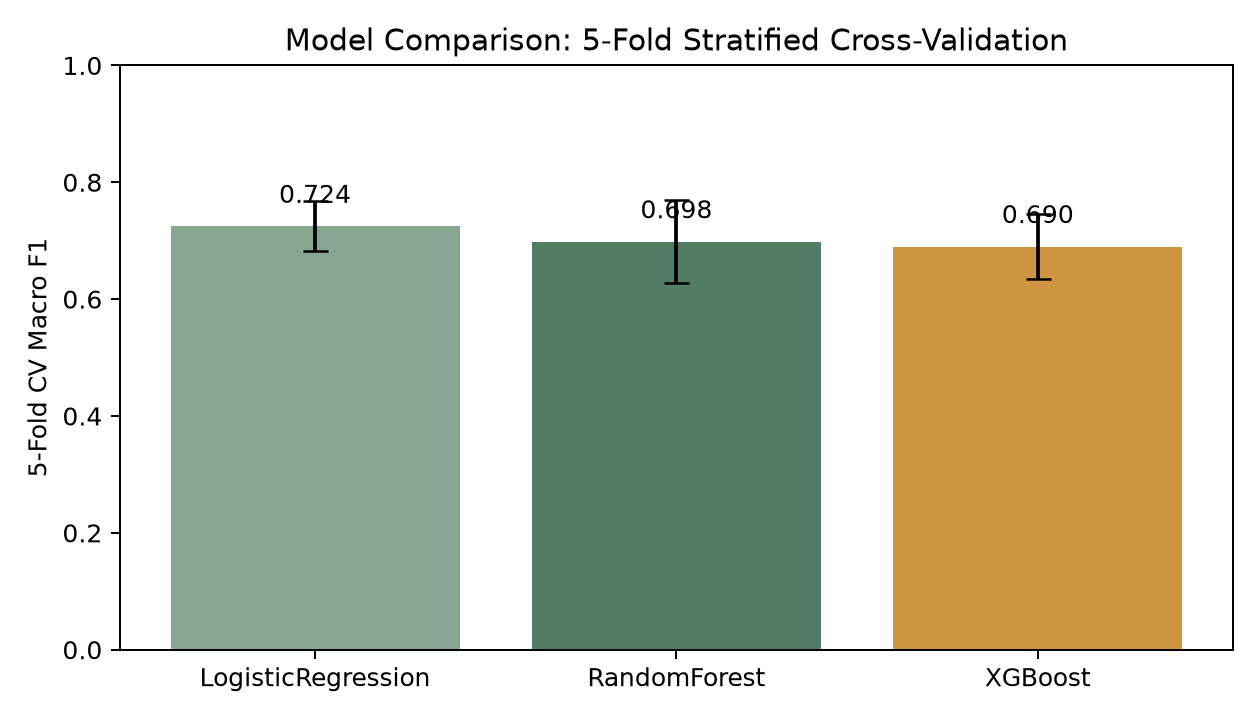 Model Comparison: 5-Fold Stratified Cross-Validation
5-Fold CV Macro F1
1.0
0.8
0.6
0.4
0.2
0.0
0.724
0.698
0.690
LogisticRegression
RandomForest
XGBoost